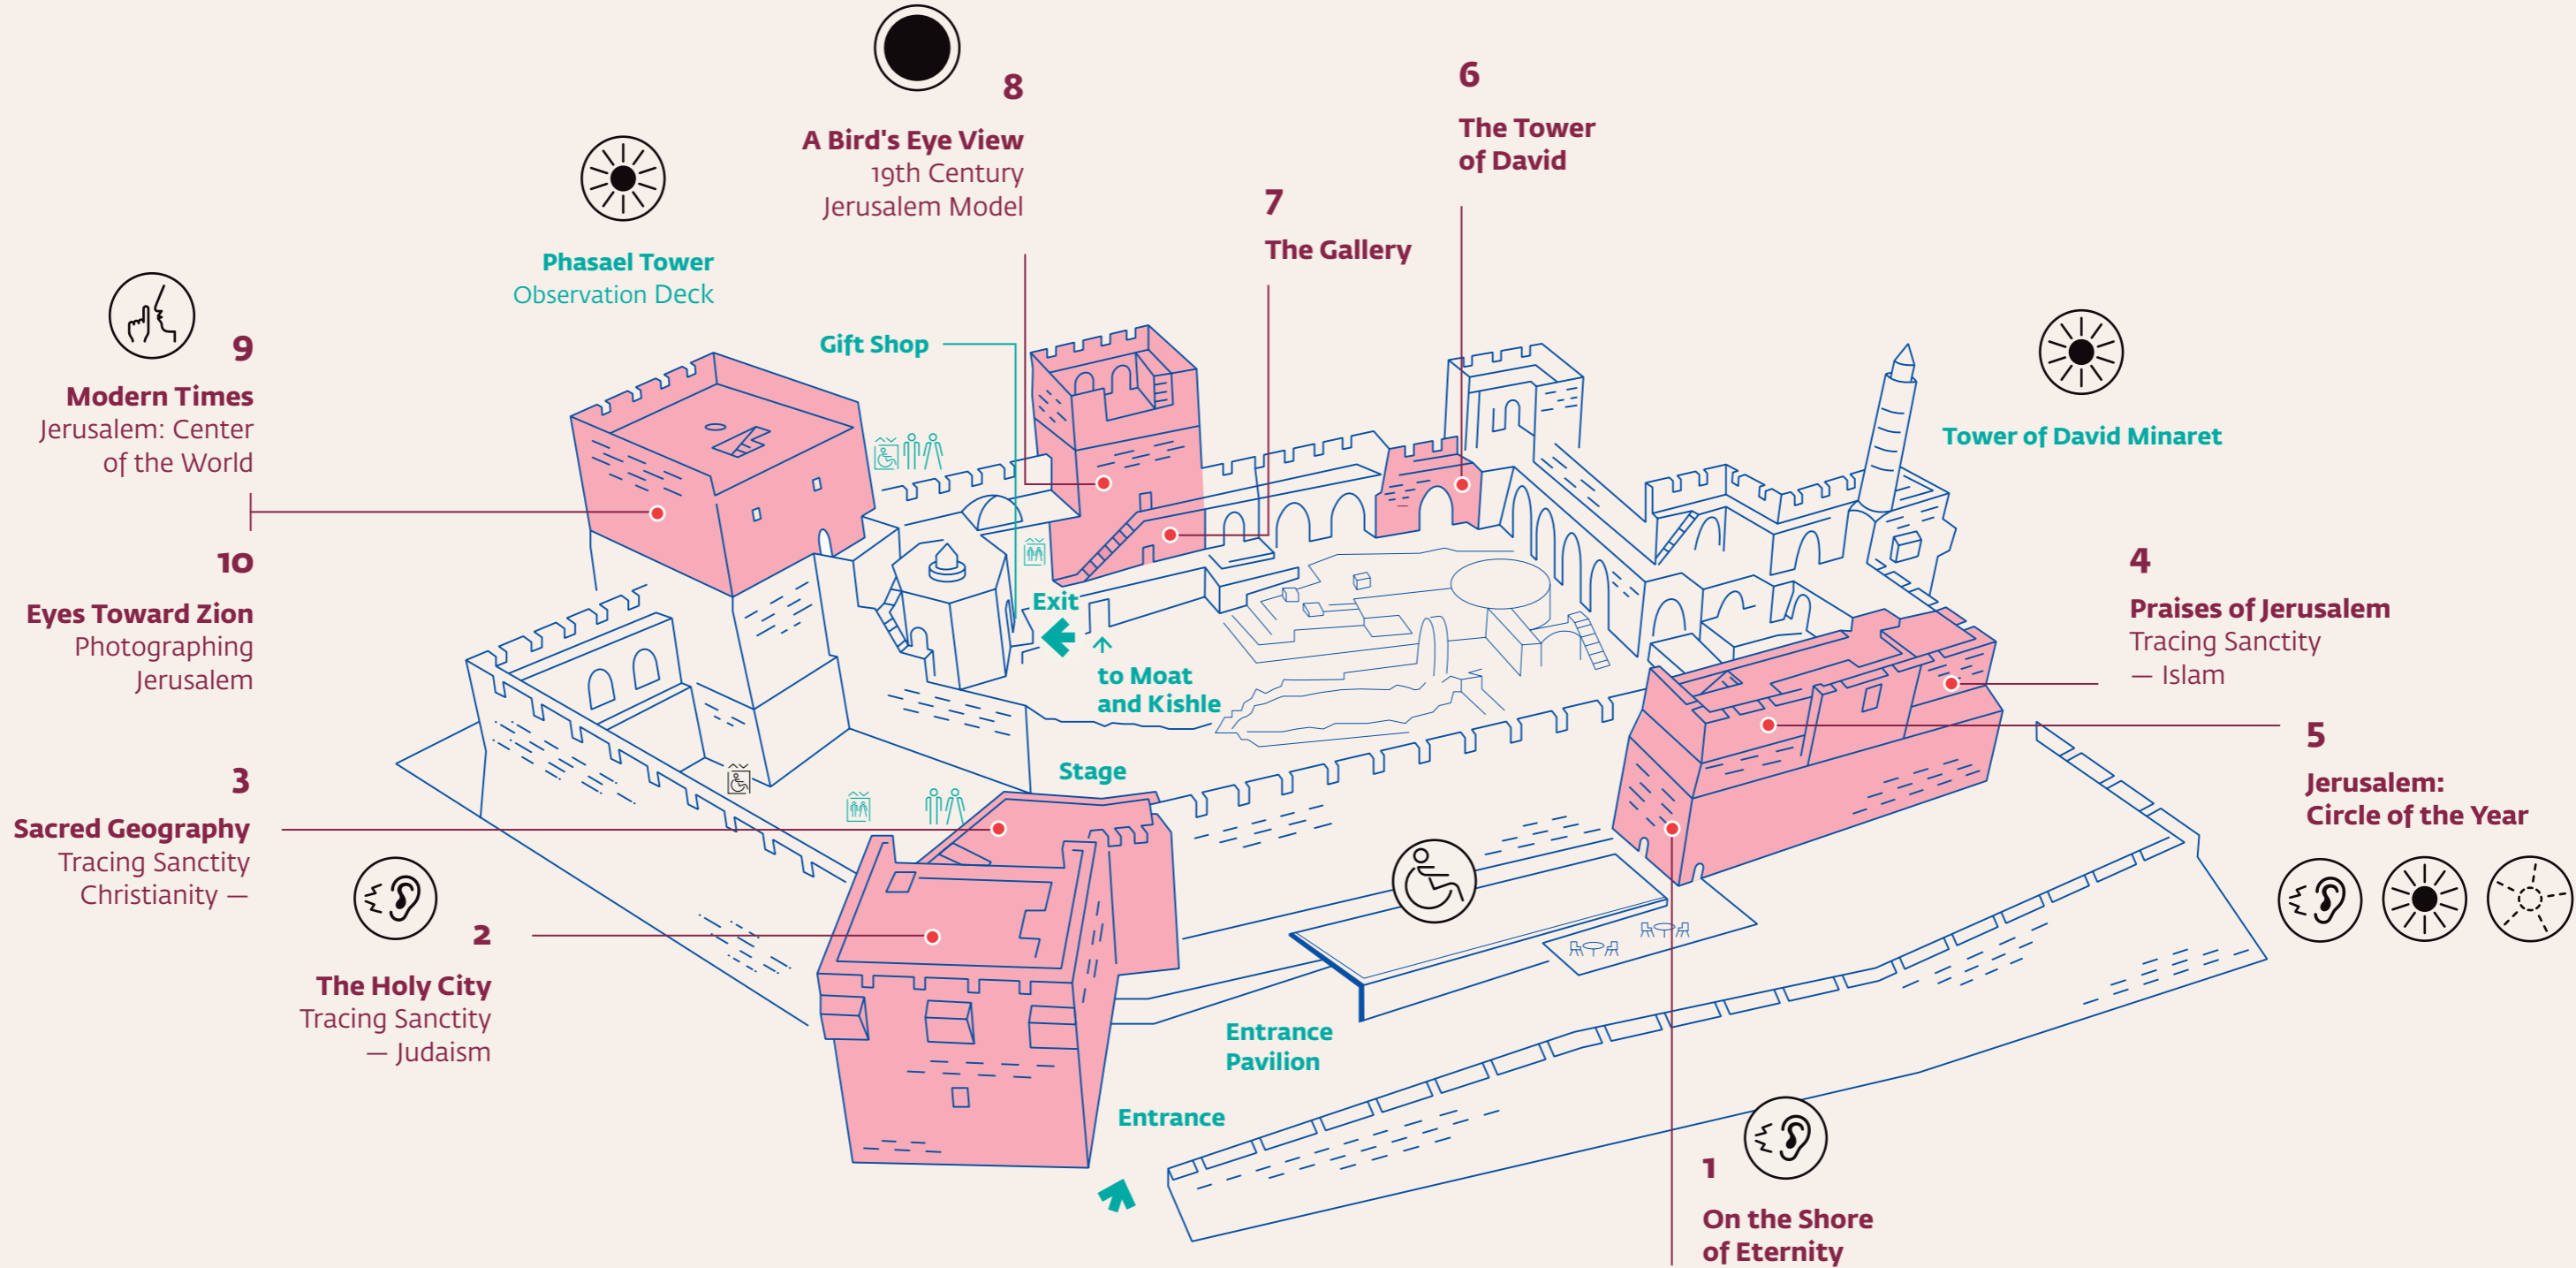 8
A Bird's Eye View
19th Century
Jerusalem Model
6
The Tower
of David
7
The Gallery
Phasael Tower
Observation Deck
Gift Shop
9
Modern Times
Jerusalem: Center
of the World
10
Eyes Toward Zion
Photographing
Jerusalem
Tower of David Minaret
4
Praises of Jerusalem
Tracing Sanctity
— Islam
5
Jerusalem:
Circle of the Year
Exit
to Moat
and Kishle
Stage
3
Sacred Geography
Tracing Sanctity
Christianity —
2
The Holy City
Tracing Sanctity
— Judaism
Entrance
Pavilion
Entrance
1
On the Shore
of Eternity